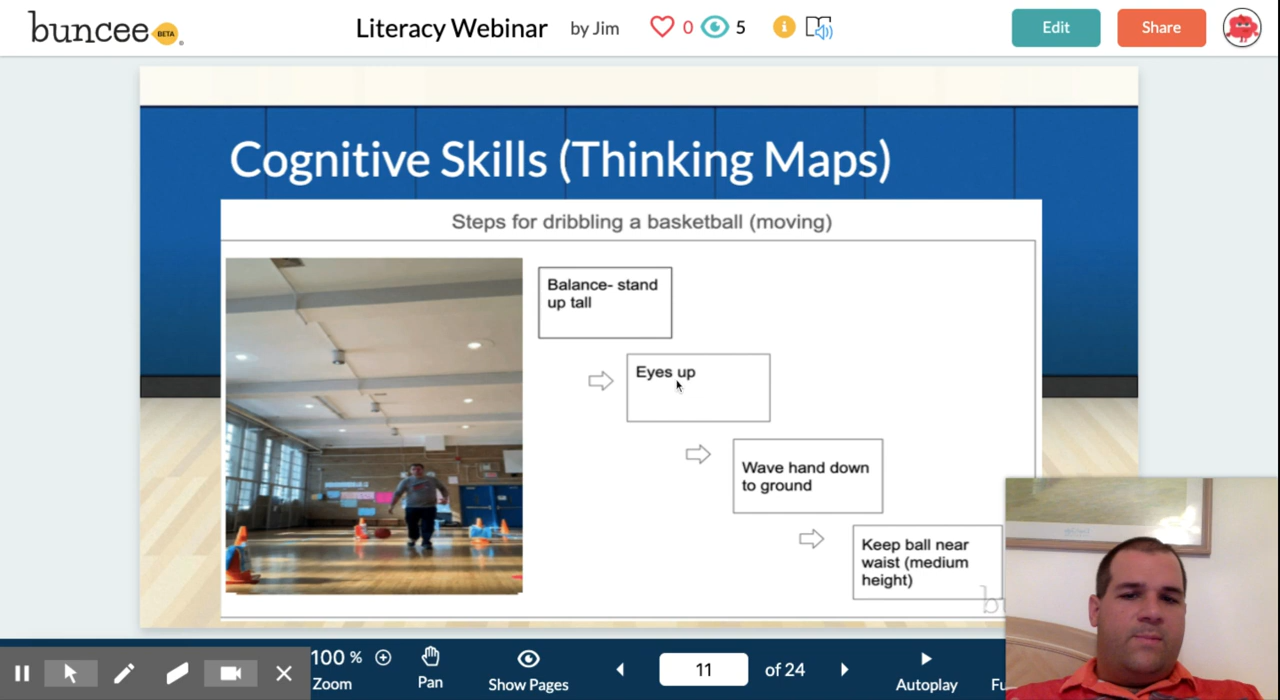 buncee BETA
Literacy Webinar by Jim 0 5 Edit Share
Cognitive Skills (Thinking Maps)
Steps for dribbling a basketball (moving)
Balance- stand
up tall
Eyes up
Wave hand down
to ground
Keep ball near
waist (medium
height)
100 %
Zoom
Pan
Show Pages
11 of 24
Autoplay